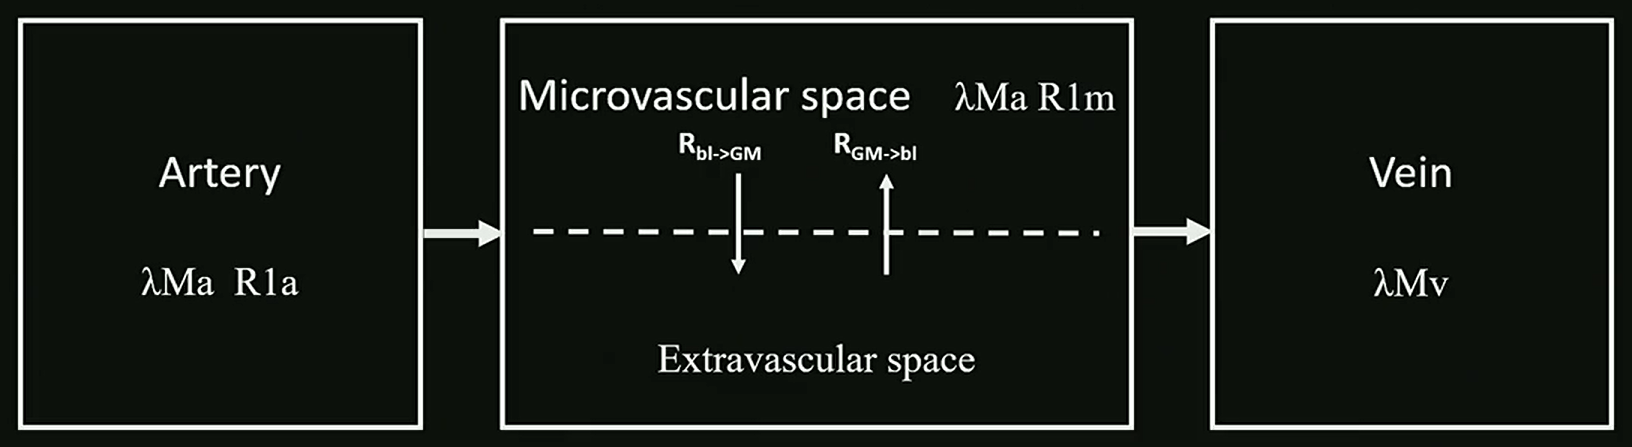 Artery
λMa R1a
Microvascular space λMa R1m
Rbl->GM RGM->bl
Extravascular space
Vein
λMv